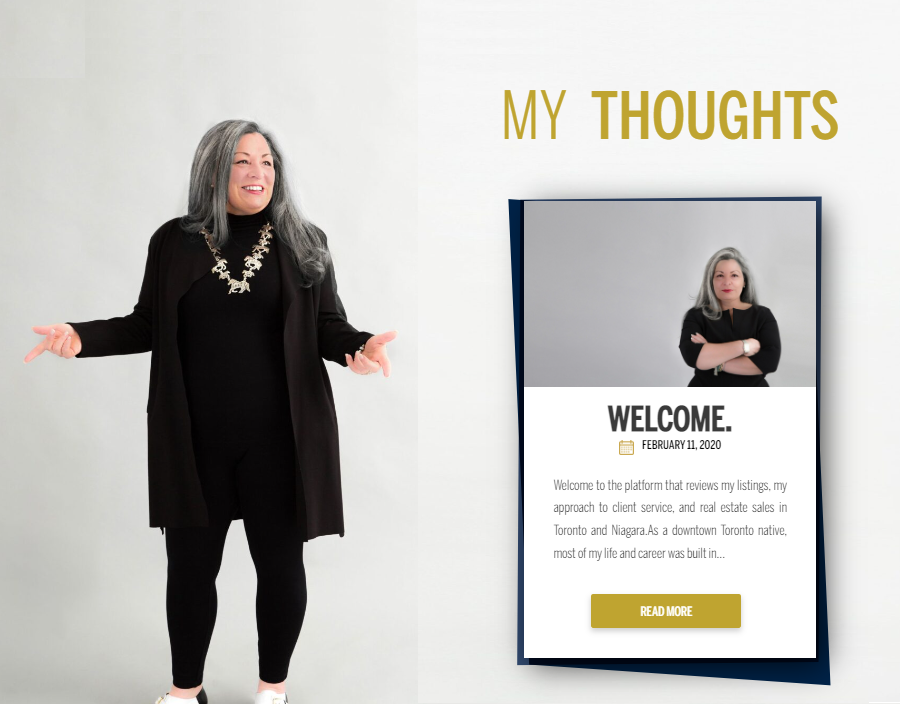 MY THOUGHTS
WELCOME.
FEBRUARY 11, 2020
Welcome to the platform that reviews my listings, my
approach to client service, and real estate sales in
Toronto and Niagara.As a downtown Toronto native,
most of my life and career was built in...
READ MORE